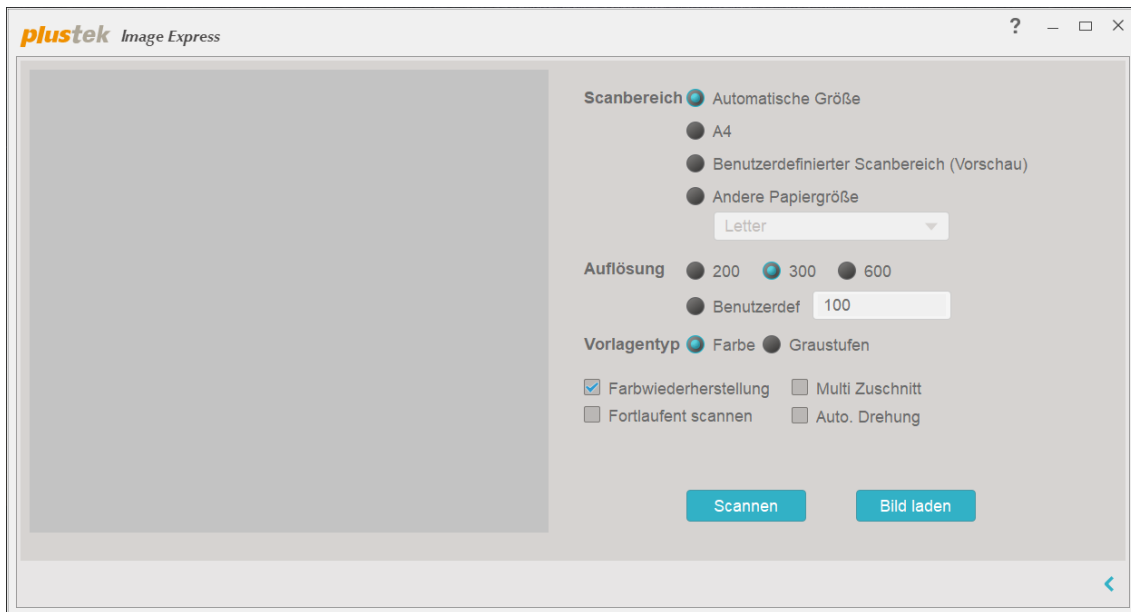 plustek Image Express
?
Scanbereich Automatische Größe
A4
Benutzerdefinierter Scanbereich (Vorschau)
Andere Papiergröße
Letter
Auflösung 200 300 600
Benutzerdef 100
Vorlagentyp Farbe Graustufen
Farbwiederherstellung Multi Zuschnitt
Fortlaufent scannen Auto. Drehung
Scannen Bild laden